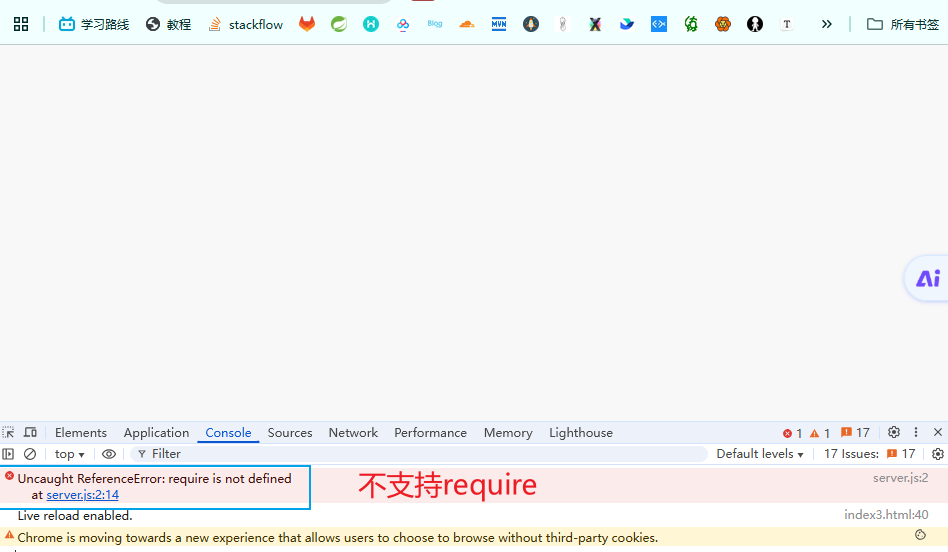 学习路线 教程 stackflow Blog MVN T » 所有书签
Ai
Elements Application Console Sources Network Performance Memory Lighthouse 1 1 17
top Filter Default levels 17 Issues: 17
Uncaught ReferenceError: require is not defined server.js:2
at server.js:2:14
不支持require
Live reload enabled. index3.html:40
Chrome is moving towards a new experience that allows users to choose to browse without third-party cookies.